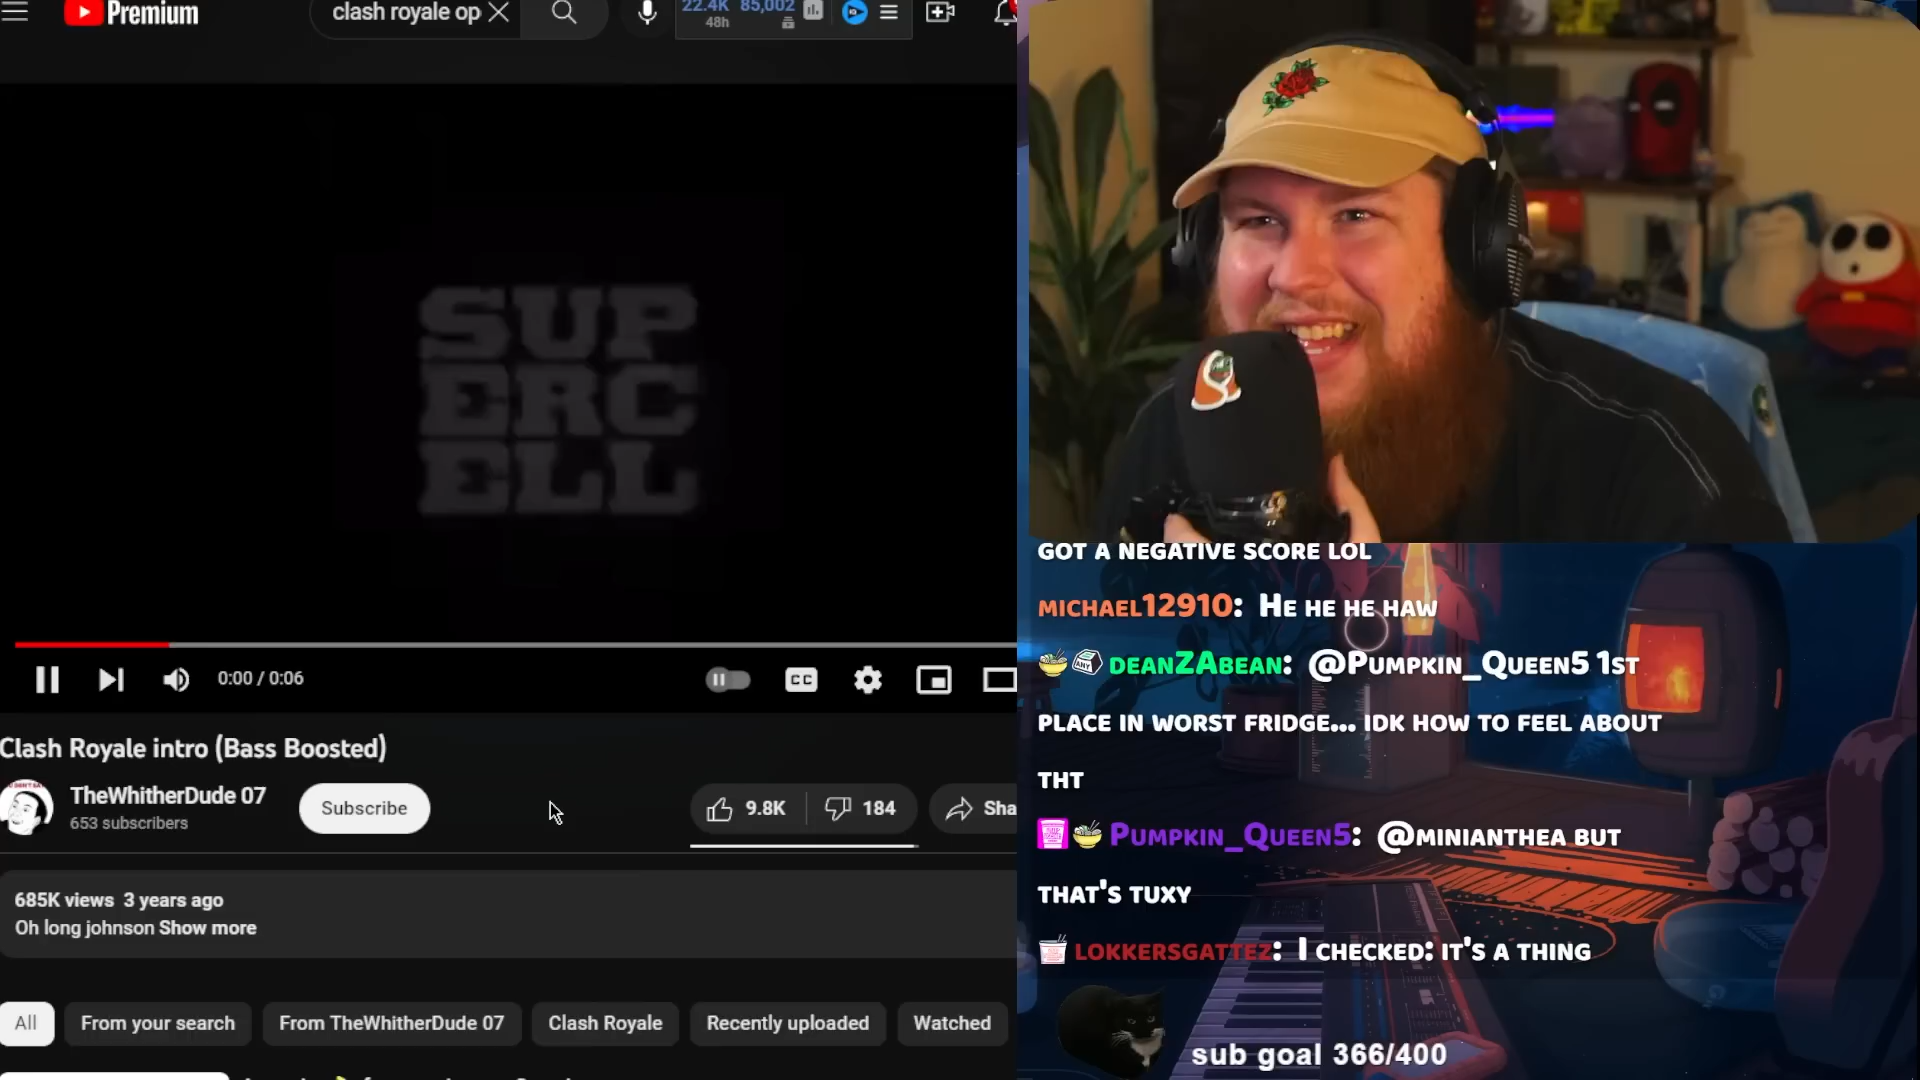 Premium
clash royale op
22.4K 85,002
48h
SUP
ERC
ELL
0:00 / 0:06
CC
Clash Royale intro (Bass Boosted)
TheWhitherDude 07
653 subscribers
Subscribe
9.8K
184
Sha
685K views 3 years ago
Oh long johnson Show more
All
From your search
From TheWhitherDude 07
Clash Royale
Recently uploaded
Watched
GOT A NEGATIVE SCORE LOL
MICHAEL12910: HE HE HE HAW
DEANZABEAN: @PUMPKIN_QUEEN5 1ST
PLACE IN WORST FRIDGE... IDK HOW TO FEEL ABOUT
THT
PUMPKIN_QUEEN5: @MINIANTHEA BUT
THAT'S TUXY
LOKKERSGATTEZ: I CHECKED: IT'S A THING
sub goal 366/400